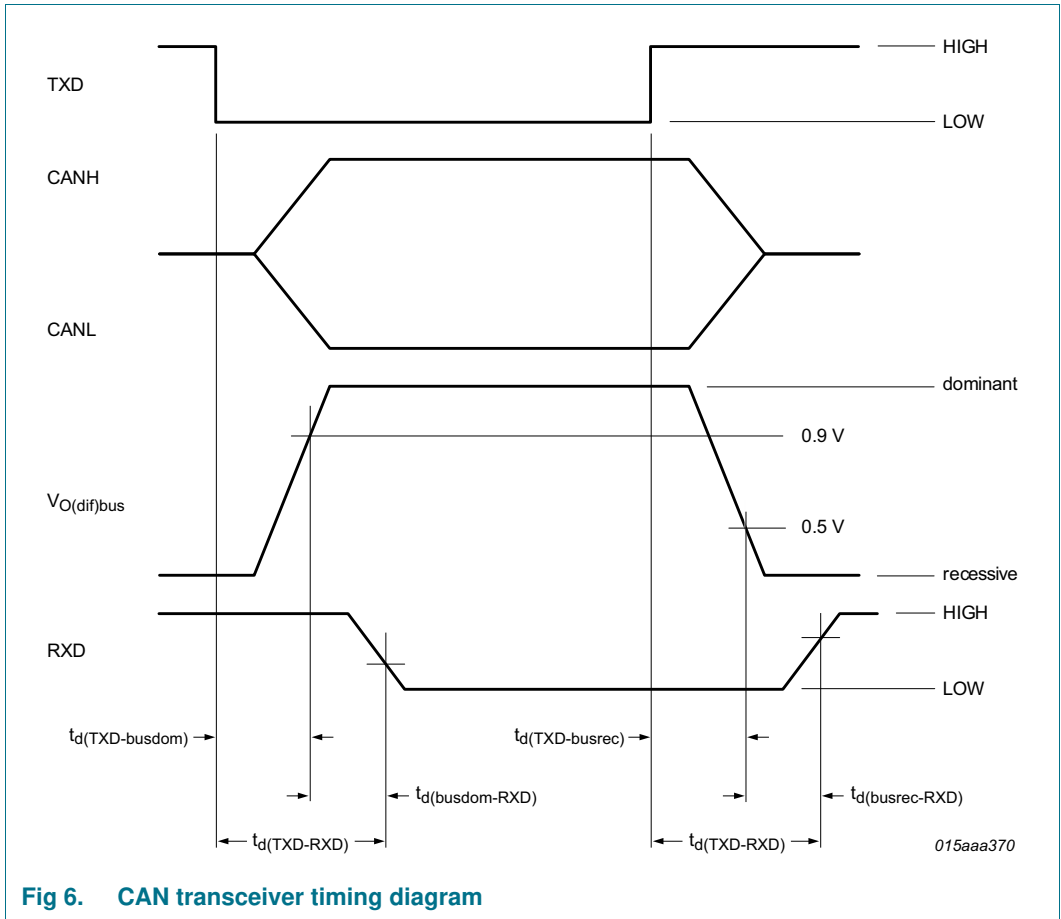 HIGH
TXD
LOW
CANH
CANL
dominant
0.9 V
VO(dif)bus
0.5 V
recessive
HIGH
RXD
LOW
td(TXD-busdom)
td(TXD-busrec)
td(busdom-RXD)
td(busrec-RXD)
td(TXD-RXD)
td(TXD-RXD)
015aaa370
Fig 6. CAN transceiver timing diagram